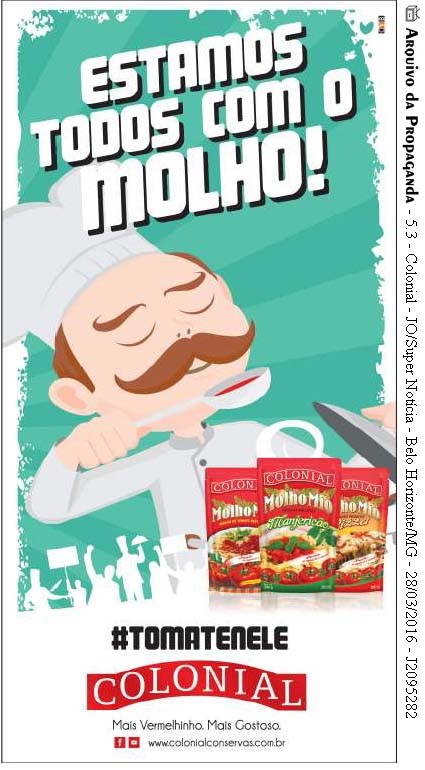 ESTAMOS
TODOS COM O
MOLHO!
COLONIAL
Molho Mio
COLONIAL
Molho Mio
Manjericão
COLONIAL
Molho Mio
Pizza
#TOMATENELE
COLONIAL
Mais Vermelhinho. Mais Gostoso.
www.colonialconservas.com.br
Arquivo da Propaganda - 5.3 - Colonial - JO/Super Notícia - Belo Horizonte/MG - 28/03/2016 - J2095282